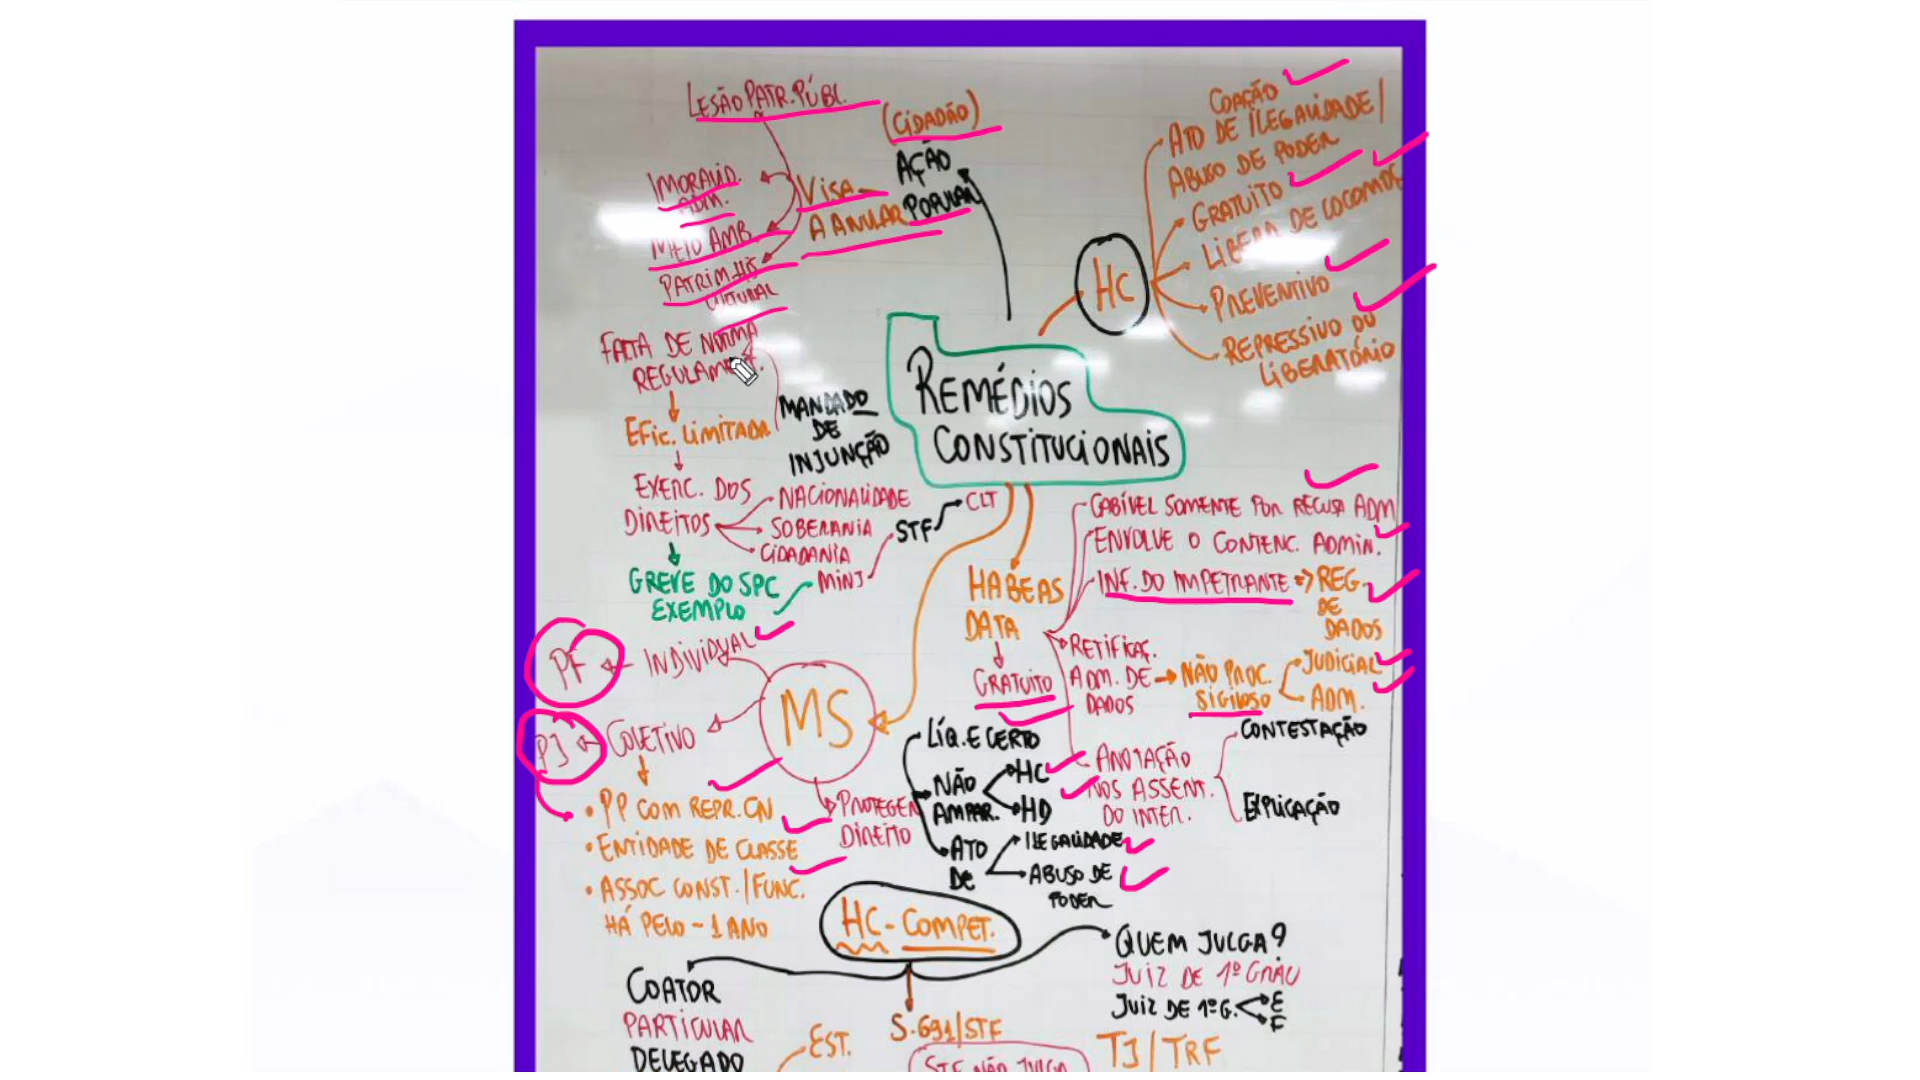 REMÉDIOS
CONSTITUCIONAIS
(CIDADÃO)
AÇÃO
POPULAR
VISA
A ANULAR
LESÃO PATR. PÚBL.
IMORALID.
ADM.
MEIO AMB.
PATRIM. HIS
CULTURAL
HC
COAÇÃO
ATO DE ILEGALIDADE/
ABUSO DE PODER
GRATUITO
DE LOCOMOÇ
PREVENTIVO
REPRESSIVO OU
LIBERATÓRIO
MANDADO
DE
INJUNÇÃO
FALTA DE NORMA
REGULAMENT.
EFIC. LIMITADA
EXERC. DOS
DIREITOS
NACIONALIDADE
SOBERANIA
CIDADANIA
GREVE DO SPC
EXEMPLO
MINJ
STF
CLT
HABEAS
DATA
GRATUITO
CABÍVEL SOMENTE POR RECUSA ADM
ENVOLVE O CONTENC. ADMIN.
INF. DO IMPETRANTE => REG.
DE
DADOS
RETIFICAÇ.
ADM. DE
DADOS
NÃO PROC.
SIGILOSO
JUDICIAL
ADM.
ANOTAÇÃO
NOS ASSENT.
DO INTER.
CONTESTAÇÃO
EXPLICAÇÃO
MS
INDIVIDUAL
PF
COLETIVO
PJ
• PP COM REPR. CN
• ENTIDADE DE CLASSE
• ASSOC CONST./FUNC.
HÁ PELO - 1 ANO
PROTEGER
DIREITO
LÍQ. E CERTO
NÃO
AMPAR.
HC
HD
ATO
DE
ILEGALIDADE
ABUSO DE
PODER
HC - COMPET.
COATOR
PARTICULAR
DELEGADO
EST.
S. 691/STF
STF NÃO JULGA
QUEM JULGA?
JUIZ DE 1º GRAU
JUIZ DE 1º G.
E
F
TJ/TRF